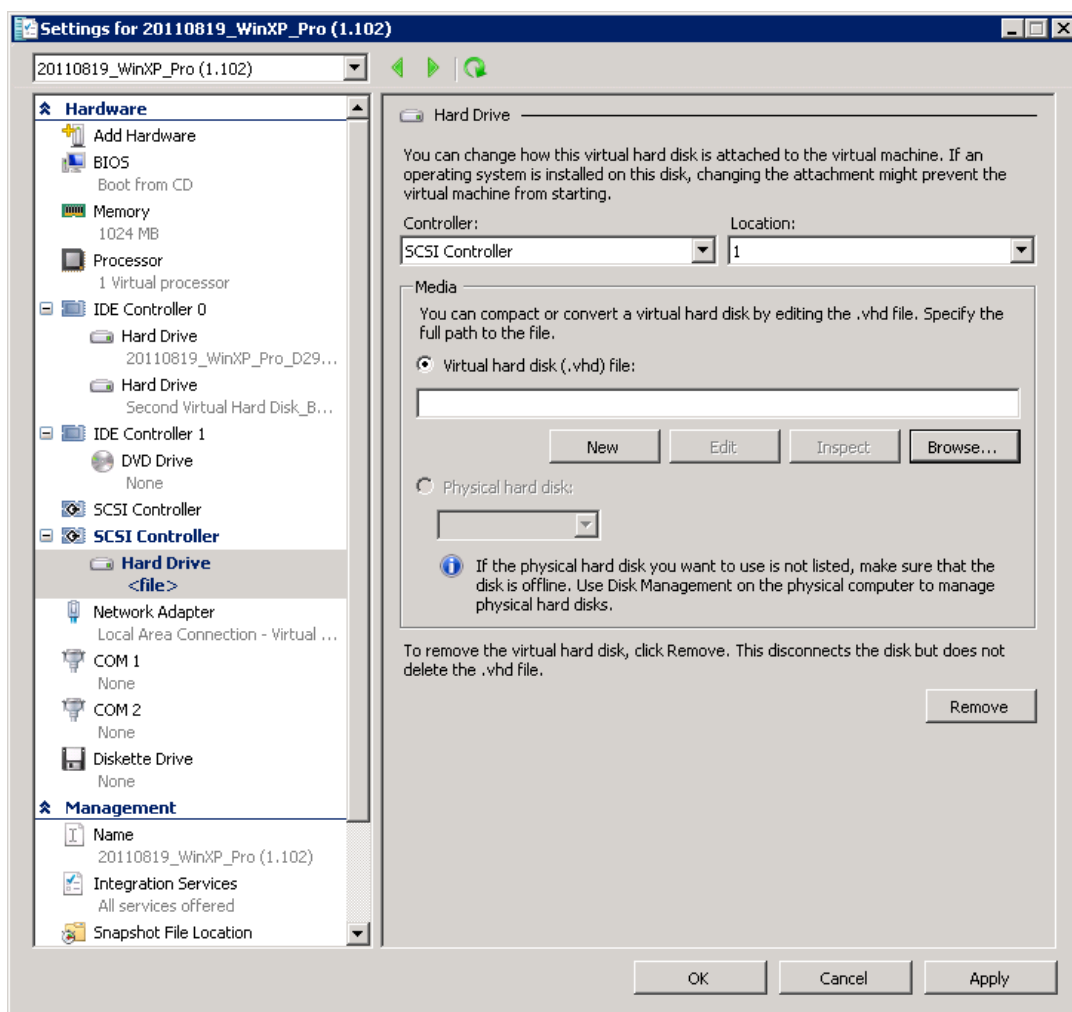 Settings for 20110819_WinXP_Pro (1.102)
20110819_WinXP_Pro (1.102)
Hardware
Add Hardware
BIOS
Boot from CD
Memory
1024 MB
Processor
1 Virtual processor
IDE Controller 0
Hard Drive
20110819_WinXP_Pro_D29...
Hard Drive
Second Virtual Hard Disk_B...
IDE Controller 1
DVD Drive
None
SCSI Controller
SCSI Controller
Hard Drive
<file>
Network Adapter
Local Area Connection - Virtual ...
COM 1
None
COM 2
None
Diskette Drive
None
Management
Name
20110819_WinXP_Pro (1.102)
Integration Services
All services offered
Snapshot File Location
Hard Drive
You can change how this virtual hard disk is attached to the virtual machine. If an
operating system is installed on this disk, changing the attachment might prevent the
virtual machine from starting.
Controller:
Location:
SCSI Controller
1
Media
You can compact or convert a virtual hard disk by editing the .vhd file. Specify the
full path to the file.
Virtual hard disk (.vhd) file:
New
Edit
Inspect
Browse...
Physical hard disk:
If the physical hard disk you want to use is not listed, make sure that the
disk is offline. Use Disk Management on the physical computer to manage
physical hard disks.
To remove the virtual hard disk, click Remove. This disconnects the disk but does not
delete the .vhd file.
Remove
OK
Cancel
Apply